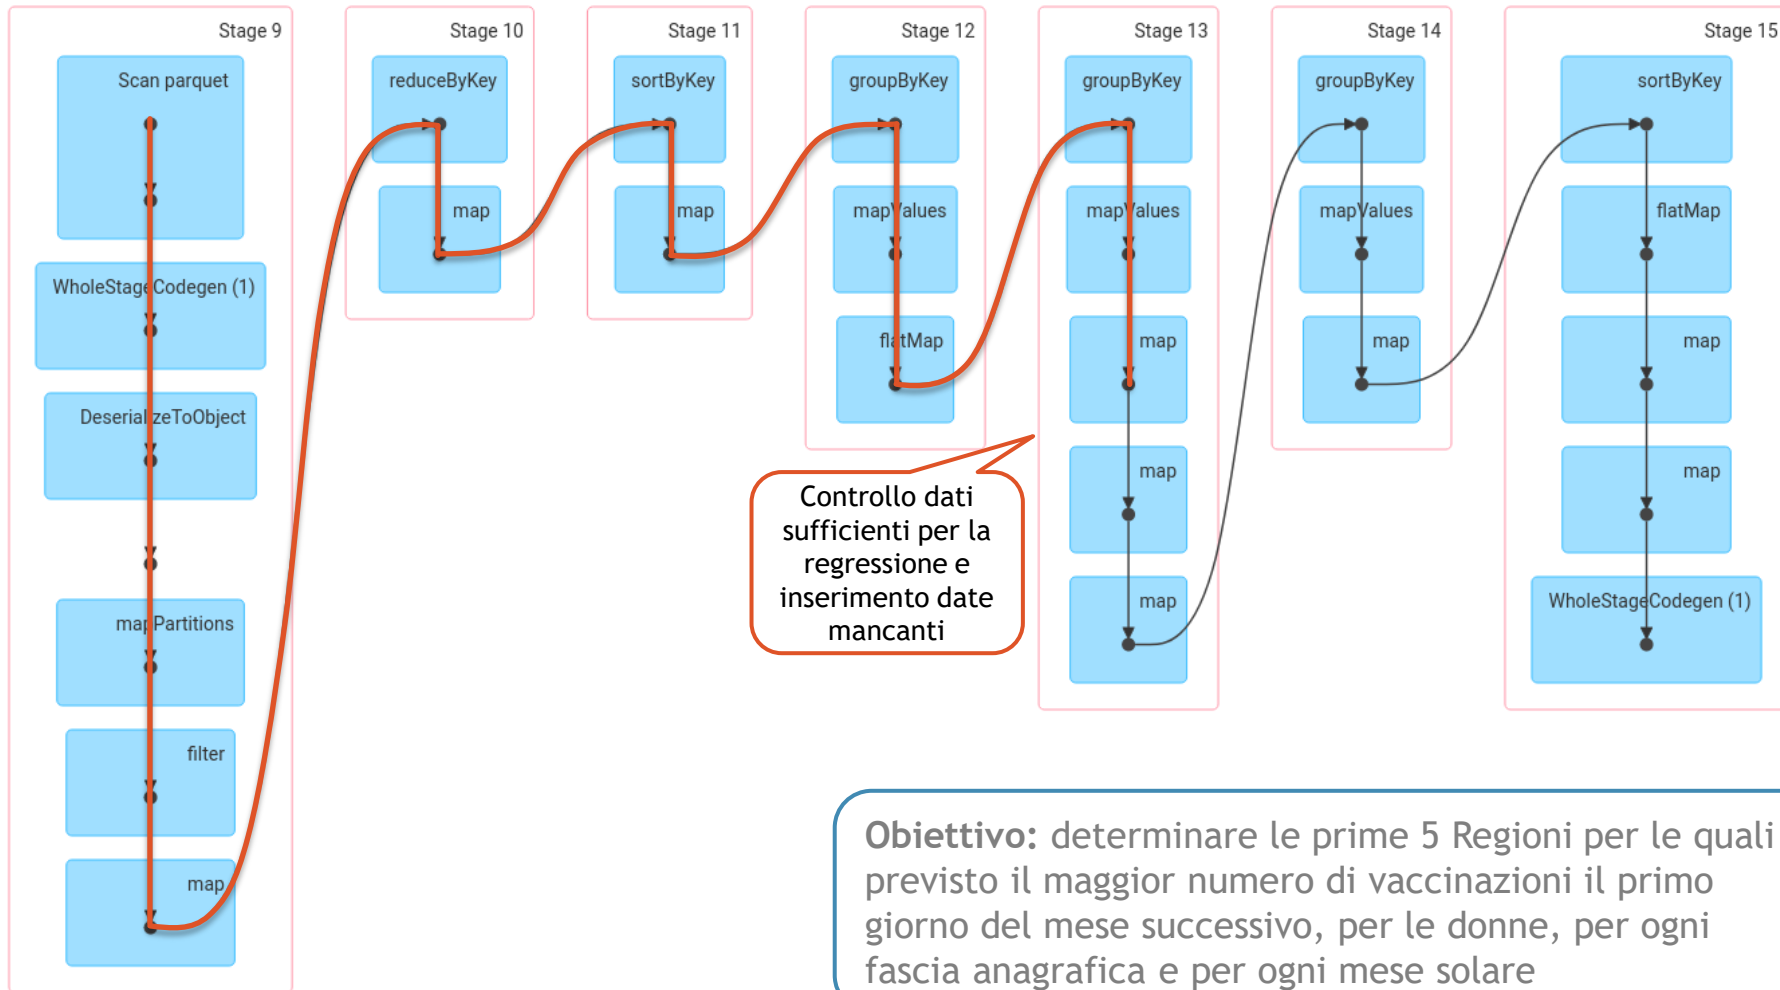 Stage 9
Scan parquet
WholeStageCodegen (1)
DeserializeToObject
mapPartitions
filter
map
Stage 10
reduceByKey
map
Stage 11
sortByKey
map
Stage 12
groupByKey
mapValues
flatMap
Stage 13
groupByKey
mapValues
map
map
map
Stage 14
groupByKey
mapValues
map
Stage 15
sortByKey
flatMap
map
map
WholeStageCodegen (1)
Controllo dati
sufficienti per la
regressione e
inserimento date
mancanti
Obiettivo: determinare le prime 5 Regioni per le quali
previsto il maggior numero di vaccinazioni il primo
giorno del mese successivo, per le donne, per ogni
fascia anagrafica e per ogni mese solare